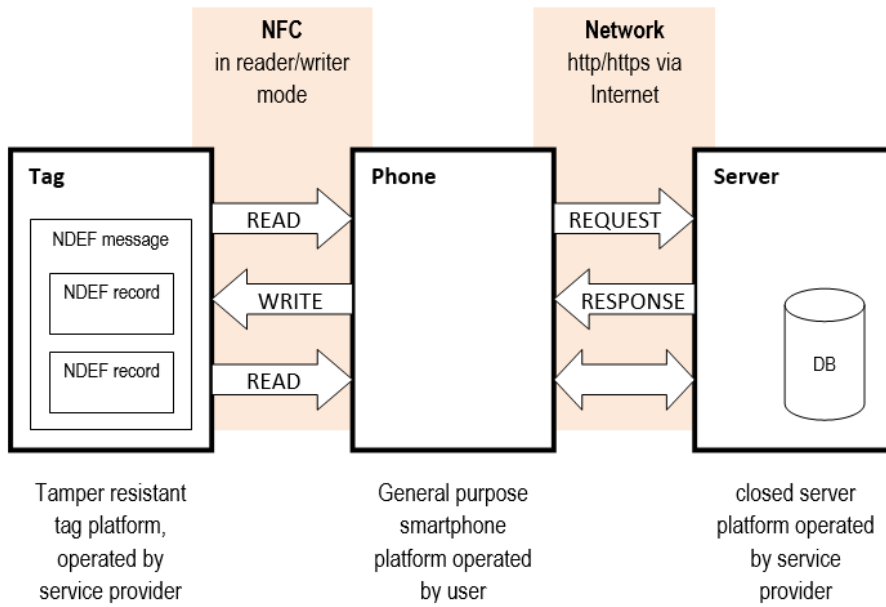 NFC
in reader/writer
mode
Network
http/https via
Internet
Tag
NDEF message
NDEF record
NDEF record
READ
WRITE
READ
Phone
REQUEST
RESPONSE
Server
DB
Tamper resistant
tag platform,
operated by
service provider
General purpose
smartphone
platform operated
by user
closed server
platform operated
by service
provider